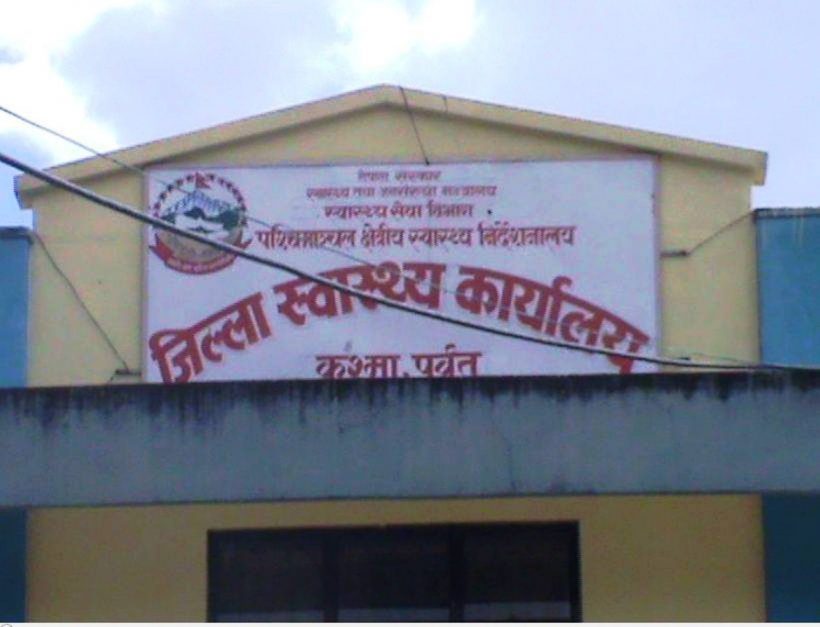 नेपाल सरकार
स्वास्थ्य तथा जनसंख्या मन्त्रालय
स्वास्थ्य सेवा विभाग
पश्चिमाञ्चल क्षेत्रीय स्वास्थ्य निर्देशनालय
जिल्ला स्वास्थ्य कार्यालय
कुश्मा, पर्वत